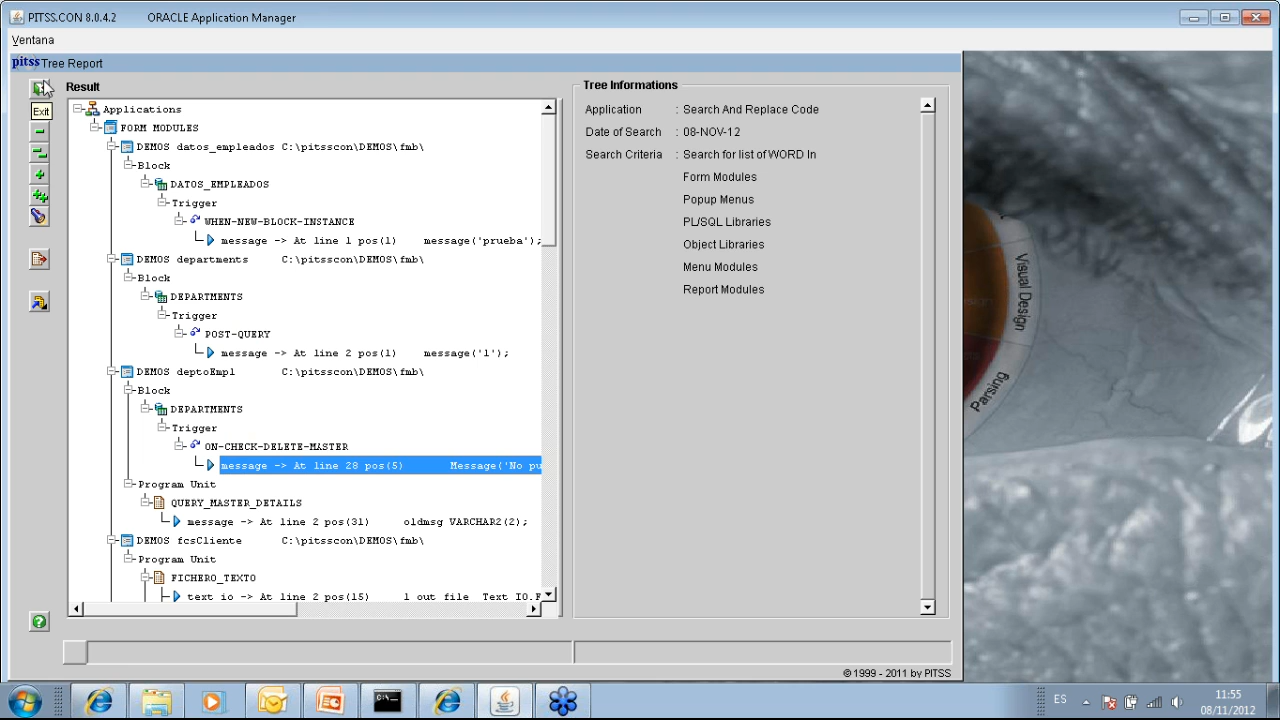 PITSS.CON 8.0.4.2 ORACLE Application Manager
Ventana
pitss Tree Report
Result
Exit
Applications
FORM MODULES
DEMOS datos_empleados C:\pitsscon\DEMOS\fmb\
Block
DATOS_EMPLEADOS
Trigger
WHEN-NEW-BLOCK-INSTANCE
message -> At line 1 pos(1) message('prueba');
DEMOS departments C:\pitsscon\DEMOS\fmb\
Block
DEPARTMENTS
Trigger
POST-QUERY
message -> At line 2 pos(1) message('1');
DEMOS deptoEmpl C:\pitsscon\DEMOS\fmb\
Block
DEPARTMENTS
Trigger
ON-CHECK-DELETE-MASTER
message -> At line 28 pos(5) Message('No pu
Program Unit
QUERY_MASTER_DETAILS
message -> At line 2 pos(31) oldmsg VARCHAR2(2);
DEMOS fcsCliente C:\pitsscon\DEMOS\fmb\
Program Unit
FICHERO_TEXTO
text_io -> At line 2 pos(15) l_out_file Text_IO.F
Tree Informations
Application : Search And Replace Code
Date of Search : 08-NOV-12
Search Criteria : Search for list of WORD In
Form Modules
Popup Menus
PL/SQL Libraries
Object Libraries
Menu Modules
Report Modules
Visual Design
Parsing
© 1999 - 2011 by PITSS
ES
11:55
08/11/2012